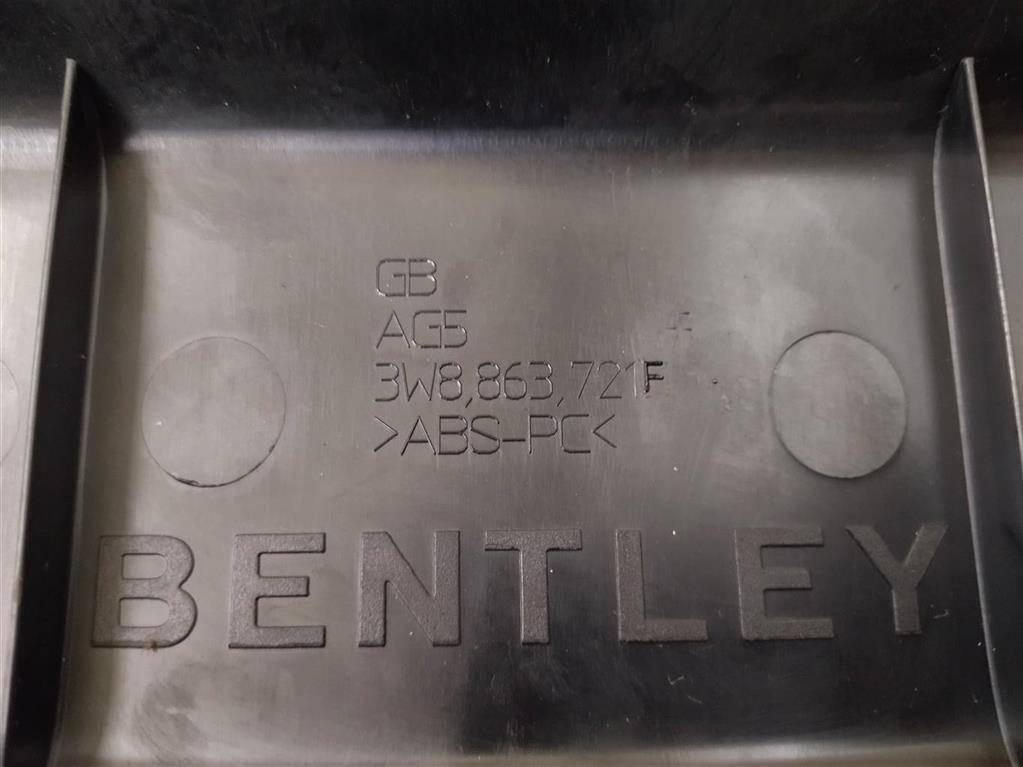 GB
AG5
3W8,863,721F
>ABS-PC<
BENTLEY